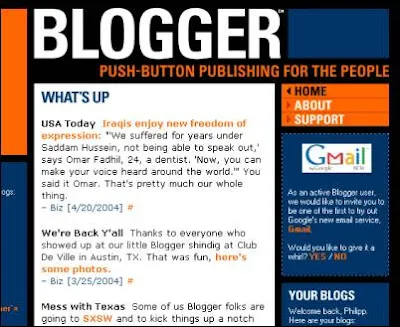 BLOGGER™
PUSH-BUTTON PUBLISHING FOR THE PEOPLE
WHAT'S UP
USA Today Iraqis enjoy new freedom of
expression: "'We suffered for years under
Saddam Hussein, not being able to speak out,'
says Omar Fadhil, 24, a dentist. 'Now, you can
make your voice heard around the world.'" You
said it Omar. That's pretty much our whole
thing.
– Biz [4/20/2004] #
We're Back Y'all Thanks to everyone who
showed up at our little Blogger shindig at Club
De Ville in Austin, TX. That was fun, here's
some photos.
– Biz [3/25/2004] #
Mess with Texas Some of us Blogger folks are
going to SXSW and to kick things up a notch
HOME
ABOUT
SUPPORT
Gmail
As an active Blogger user,
we would like to invite you to
be one of the first to try out
Google's new email service,
Gmail.
Would you like to give it a
whirl? YES / NO
YOUR BLOGS
Welcome back, Philipp.
Here are your blogs:
ogs: